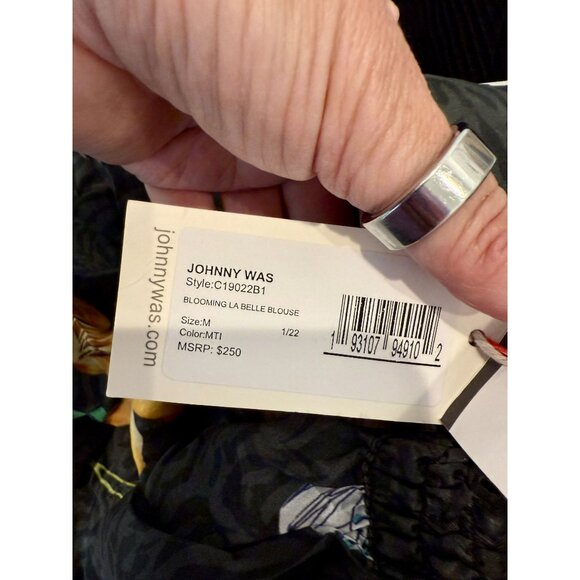 johnnywas.com
JOHNNY WAS
Style:C19022B1
BLOOMING LA BELLE BLOUSE
Size:M 1/22
Color:MTI
MSRP: $250
1 93107 94910 2